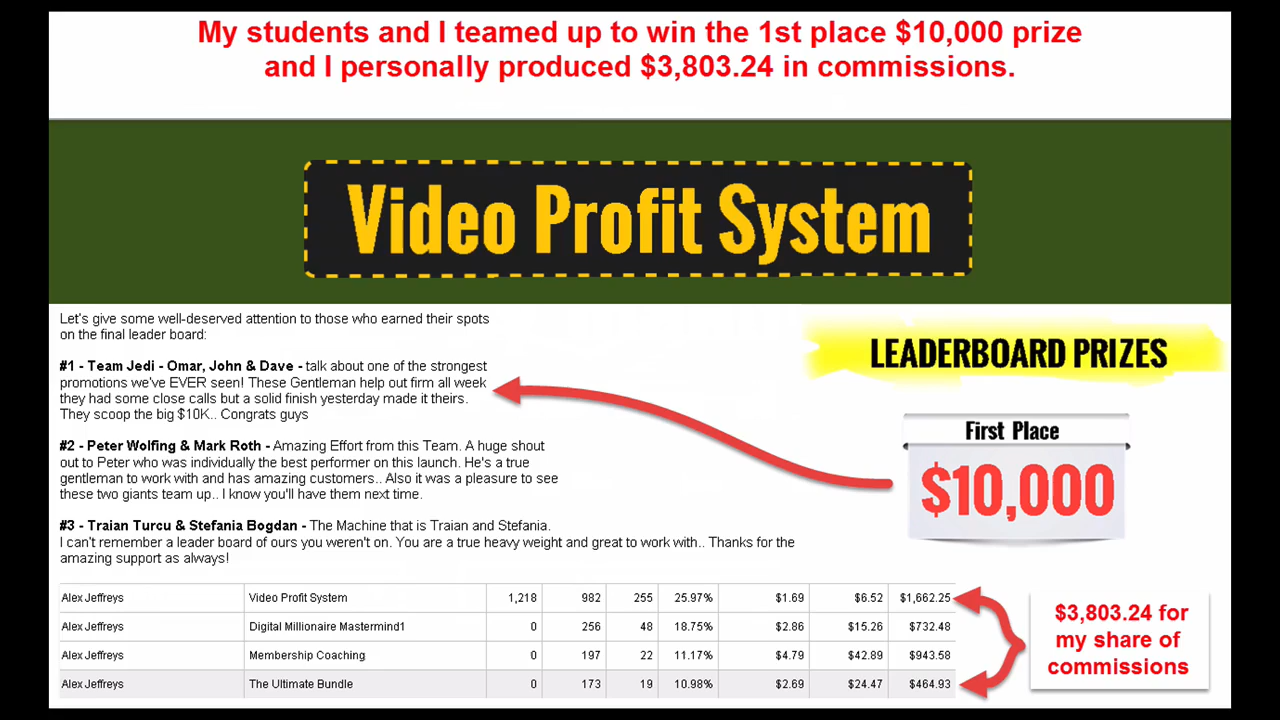 My students and I teamed up to win the 1st place $10,000 prize
and I personally produced $3,803.24 in commissions.
Video Profit System
Let's give some well-deserved attention to those who earned their spots
on the final leader board:
#1 - Team Jedi - Omar, John & Dave - talk about one of the strongest
promotions we've EVER seen! These Gentleman help out firm all week
they had some close calls but a solid finish yesterday made it theirs.
They scoop the big $10K.. Congrats guys
#2 - Peter Wolfing & Mark Roth - Amazing Effort from this Team. A huge shout
out to Peter who was individually the best performer on this launch. He's a true
gentleman to work with and has amazing customers.. Also it was a pleasure to see
these two giants team up.. I know you'll have them next time.
#3 - Traian Turcu & Stefania Bogdan - The Machine that is Traian and Stefania.
I can't remember a leader board of ours you weren't on. You are a true heavy weight and great to work with.. Thanks for the
amazing support as always!
LEADERBOARD PRIZES
First Place
$10,000
Alex Jeffreys Video Profit System 1,218 982 255 25.97% $1.69 $6.52 $1,662.25
Alex Jeffreys Digital Millionaire Mastermind1 0 256 48 18.75% $2.86 $15.26 $732.48
Alex Jeffreys Membership Coaching 0 197 22 11.17% $4.79 $42.89 $943.58
Alex Jeffreys The Ultimate Bundle 0 173 19 10.98% $2.69 $24.47 $464.93
$3,803.24 for
my share of
commissions